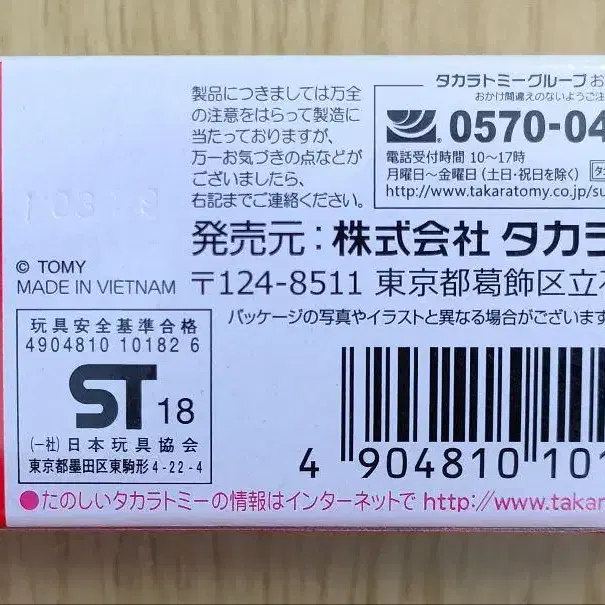 製品につきましては万全
の注意をはらって製造に
当たっておりますが、
万一お気づきの点などが
ございましたら、
右記までご連絡ください。
タカラトミーグループお
おかけ間違えのないようご注
0570-04
電話受付時間 10～17時
月曜日～金曜日 (土日・祝日を除く)
http://www.takaratomy.co.jp/su
発売元：株式会社 タカラ
© TOMY
MADE IN VIETNAM
〒124-8511 東京都葛飾区立石
パッケージの写真やイラストと異なる場合がございます
玩具安全基準合格
4904810 10182 6
ST 18
(一社)日本玩具協会
東京都墨田区東駒形4-22-4
4 904810 101
●たのしいタカラトミーの情報はインターネットで http://www.takar